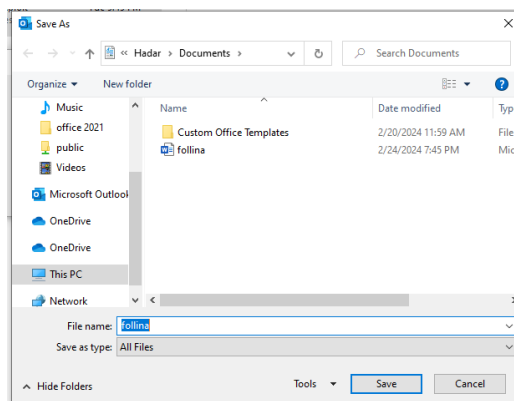 Save As
« Hadar > Documents >
Search Documents
Organize
New folder
Music
office 2021
public
Videos
Microsoft Outlook
OneDrive
OneDrive
This PC
Network
Name
Date modified
Typ
Custom Office Templates
2/20/2024 11:59 AM
File
follina
2/24/2024 7:45 PM
Mic
File name: follina
Save as type: All Files
Hide Folders
Tools
Save
Cancel